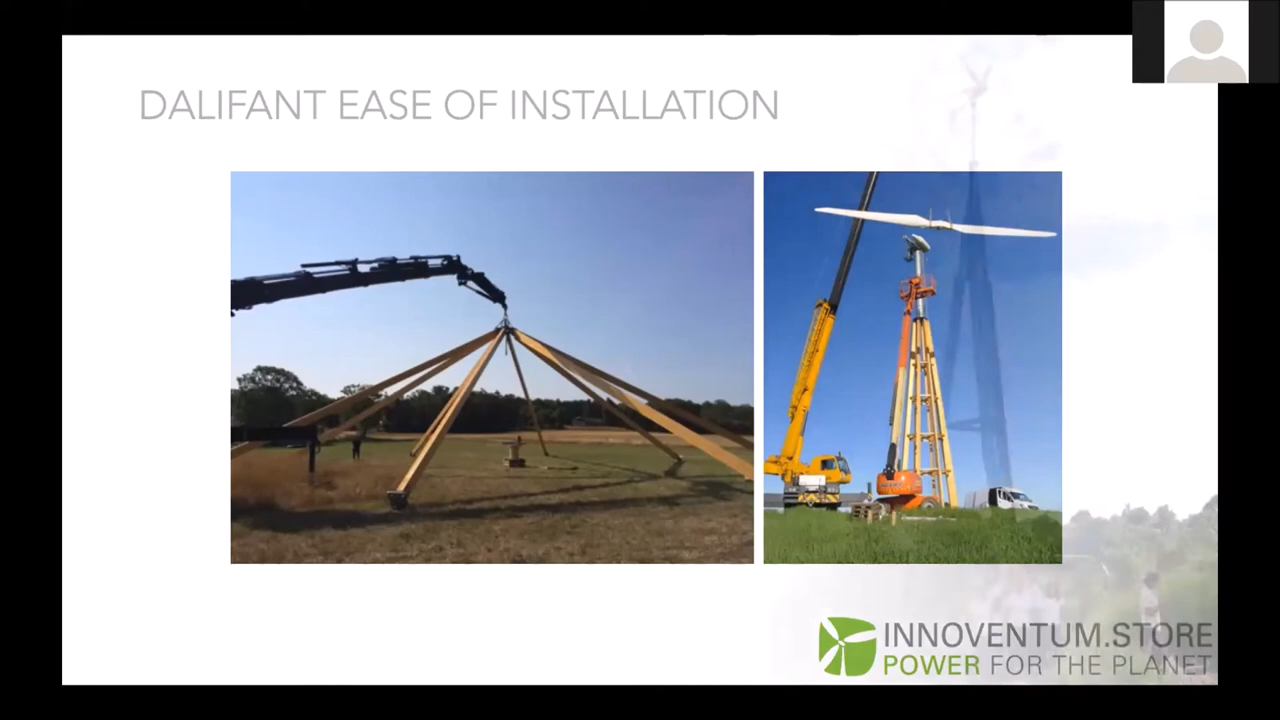 DALIFANT EASE OF INSTALLATION
INNOVENTUM.STORE
POWER FOR THE PLANET